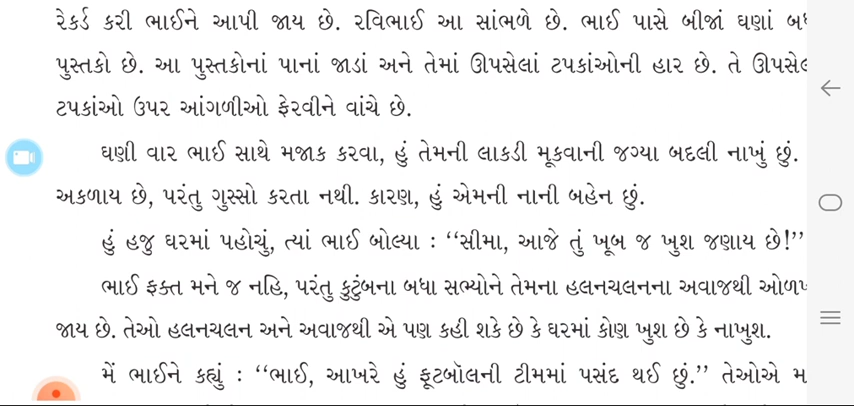 રેકર્ડ કરી ભાઈને આપી જાય છે. રવિભાઈ આ સાંભળે છે. ભાઈ પાસે બીજાં ઘણાં
પુસ્તકો છે. આ પુસ્તકોનાં પાનાં જાડાં અને તેમાં ઊપસેલાં ટપકાંઓની હાર છે. તે
ટપકાંઓ ઉપર આંગળીઓ ફેરવીને વાંચે છે.
ઘણી વાર ભાઈ સાથે મજાક કરવા, હું તેમની લાકડી મૂકવાની જગ્યા બદલી નાખું છું.
અકળાય છે, પરંતુ ગુસ્સો કરતા નથી. કારણ, હું એમની નાની બહેન છું.
હું હજુ ઘરમાં પહોચું, ત્યાં ભાઈ બોલ્યા : ‘‘સીમા, આજે તું ખૂબ જ ખુશ જણાય છે!’’
ભાઈ ફક્ત મને જ નહિ, પરંતુ કુટુંબના બધા સભ્યોને તેમના હલનચલનના અવાજથી
જાય છે. તેઓ હલનચલન અને અવાજથી એ પણ કહી શકે છે કે ઘરમાં કોણ ખુશ છે કે નાખુશ.
મેં ભાઈને કહ્યું : ‘‘ભાઈ, આખરે હું ફૂટબૉલની ટીમમાં પસંદ થઈ છું.’’ તેઓએ